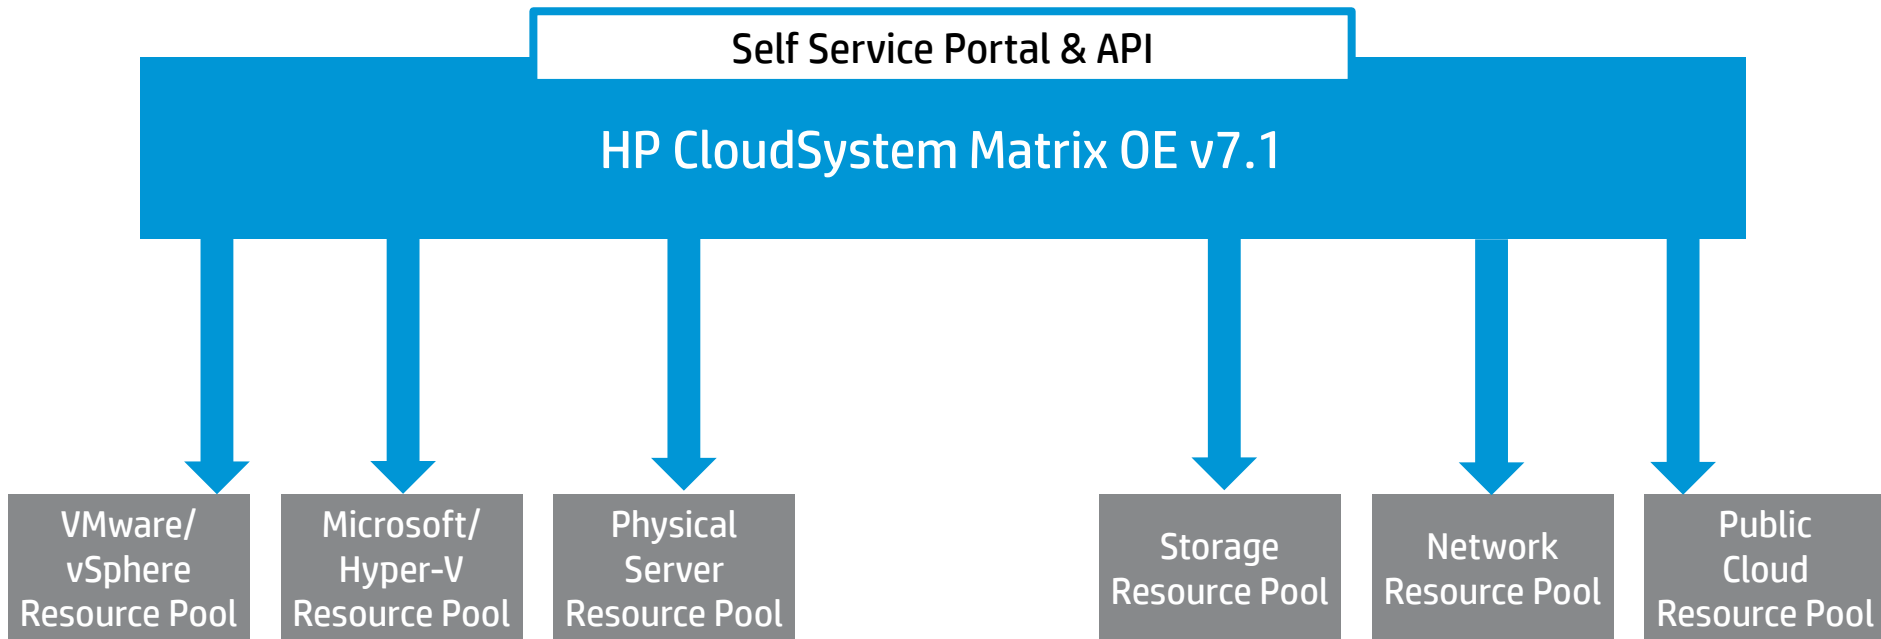 Self Service Portal & API
HP CloudSystem Matrix OE v7.1
VMware/
vSphere
Resource Pool
Microsoft/
Hyper-V
Resource Pool
Physical
Server
Resource Pool
Storage
Resource Pool
Network
Resource Pool
Public
Cloud
Resource Pool